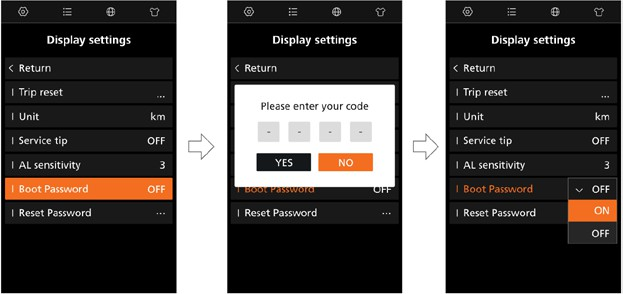 Display settings
< Return
| Trip reset ...
| Unit km
| Service tip OFF
| AL sensitivity 3
| Boot Password OFF
| Reset Password ...
Display settings
< Return
Please enter your code
- - - -
YES NO
| Boot Password OFF
| Reset Password ...
Display settings
< Return
| Trip reset ...
| Unit km
| Service tip OFF
| AL sensitivity 3
| Boot Password OFF
| Reset Password ON
OFF